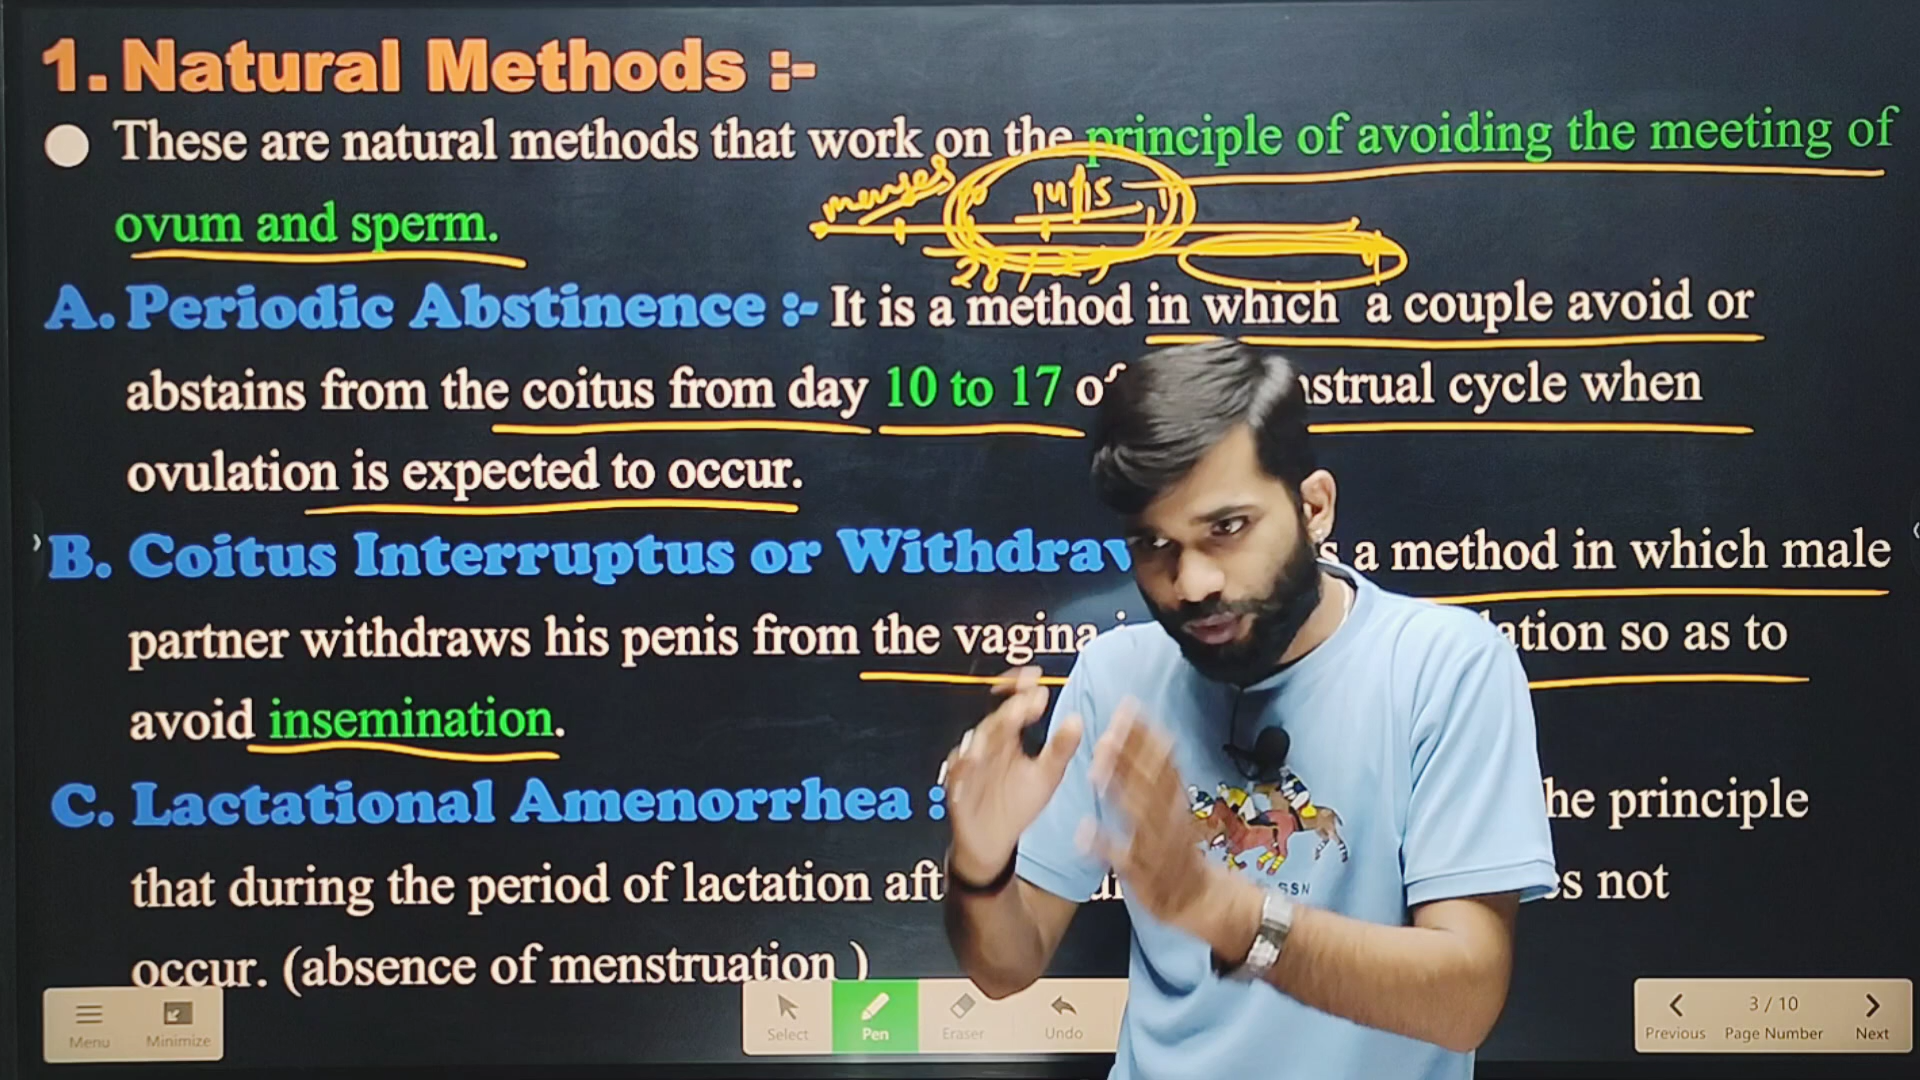 1. Natural Methods :-
These are natural methods that work on the principle of avoiding the meeting of
menses 14/15
ovum and sperm.
28
A. Periodic Abstinence :- It is a method in which a couple avoid or
abstains from the coitus from day 10 to 17 of strual cycle when
ovulation is expected to occur.
B. Coitus Interruptus or Withdrav s a method in which male
partner withdraws his penis from the vagina ation so as to
avoid insemination.
C. Lactational Amenorrhea : he principle
that during the period of lactation aft s not
occur. (absence of menstruation )
SSN
Menu Minimize Select Pen Eraser Undo 3 / 10 Previous Page Number Next